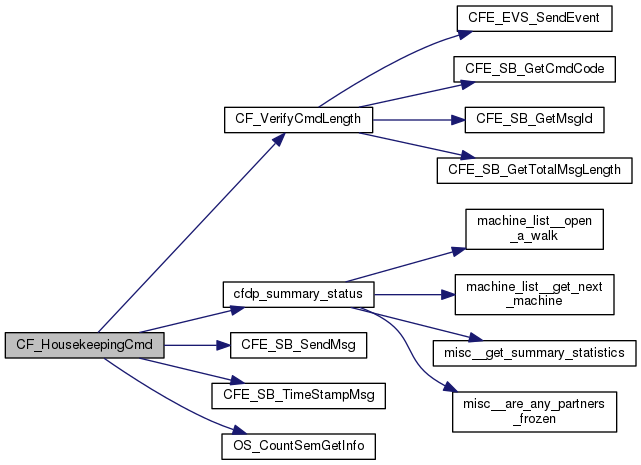 CFE_EVS_SendEvent
CFE_SB_GetCmdCode
CF_VerifyCmdLength
CFE_SB_GetMsgId
CFE_SB_GetTotalMsgLength
machine_list__open
_a_walk
cfdp_summary_status
machine_list__get_next
_machine
CF_HousekeepingCmd
CFE_SB_SendMsg
misc__get_summary_statistics
CFE_SB_TimeStampMsg
misc__are_any_partners
_frozen
OS_CountSemGetInfo